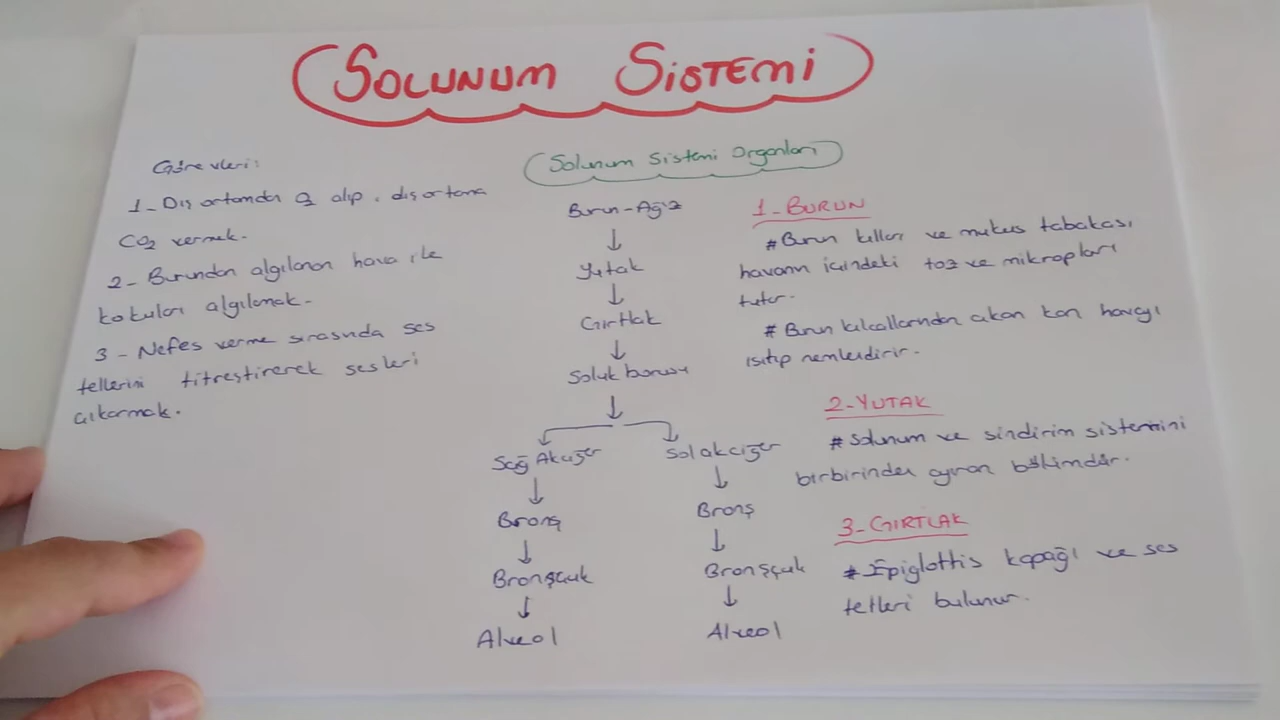 SOLUNUM SİSTEMİ
Görevleri:
1- Dış ortamdan O2 alıp, dış ortama
CO2 vermek.
2- Burundan algılanan hava ile
kokuları algılamak.
3- Nefes verme sırasında ses
tellerini titreştirerek sesleri
çıkarmak.
Solunum Sistemi Organları
Burun-Ağız
Yutak
Gırtlak
Soluk borusu
Sağ Akciğer
Sol akciğer
Bronş
Bronş
Bronşçuk
Bronşçuk
Alveol
Alveol
1-BURUN
# Burun kılları ve mukus tabakası,
havanın içindeki toz ve mikropları
tutar.
# Burun kılcallarından akan kan havayı
ısıtıp nemlendirir.
2-YUTAK
# Solunum ve sindirim sistemini
birbirinden ayıran bölümdür.
3-GIRTLAK
# Epiglottis kapağı ve ses
telleri bulunur.